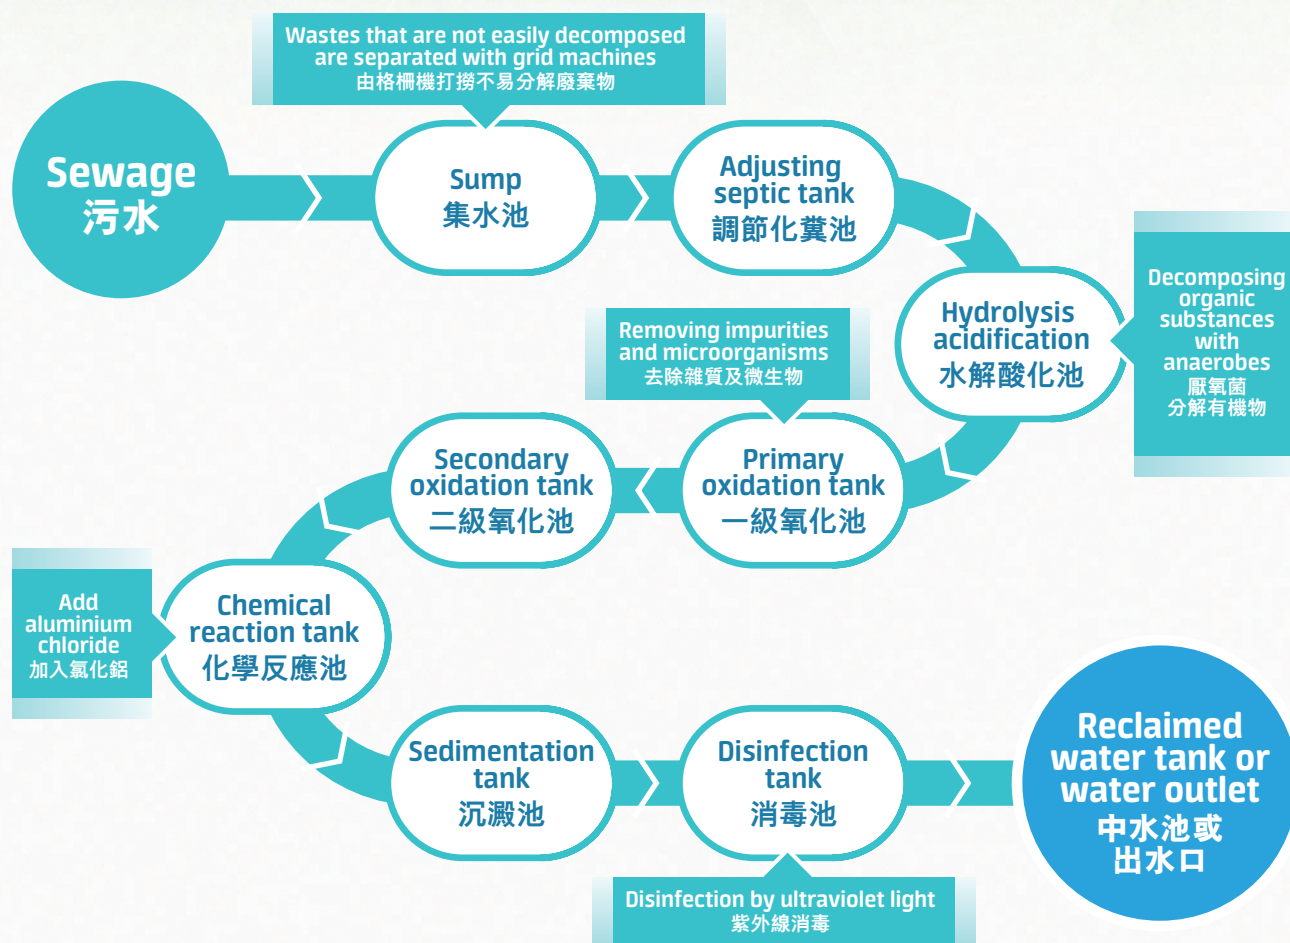 Wastes that are not easily decomposed
are separated with grid machines
由格柵機打撈不易分解廢棄物
Sewage
污水
Sump
集水池
Adjusting
septic tank
調節化糞池
Hydrolysis
acidification
水解酸化池
Decomposing
organic
substances
with
anaerobes
厭氧菌
分解有機物
Removing impurities
and microorganisms
去除雜質及微生物
Primary
oxidation tank
一級氧化池
Secondary
oxidation tank
二級氧化池
Chemical
reaction tank
化學反應池
Add
aluminium
chloride
加入氯化鋁
Sedimentation
tank
沉澱池
Disinfection
tank
消毒池
Disinfection by ultraviolet light
紫外線消毒
Reclaimed
water tank or
water outlet
中水池或
出水口